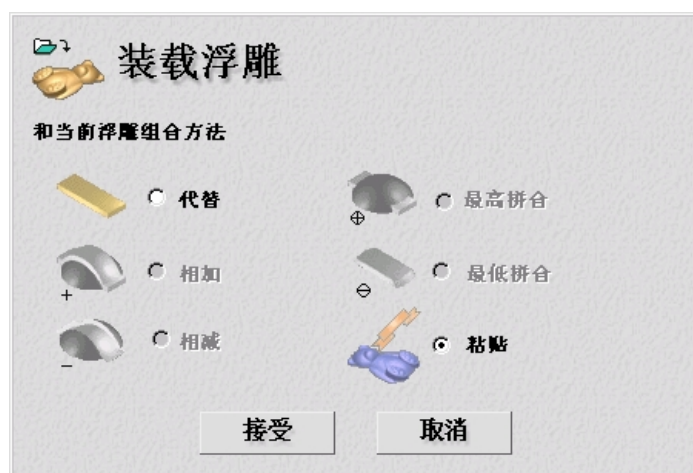 装载浮雕
和当前浮雕组合方法
代替
最高拼合
+
相加
最低拼合
相减
-
粘贴
接受
取消